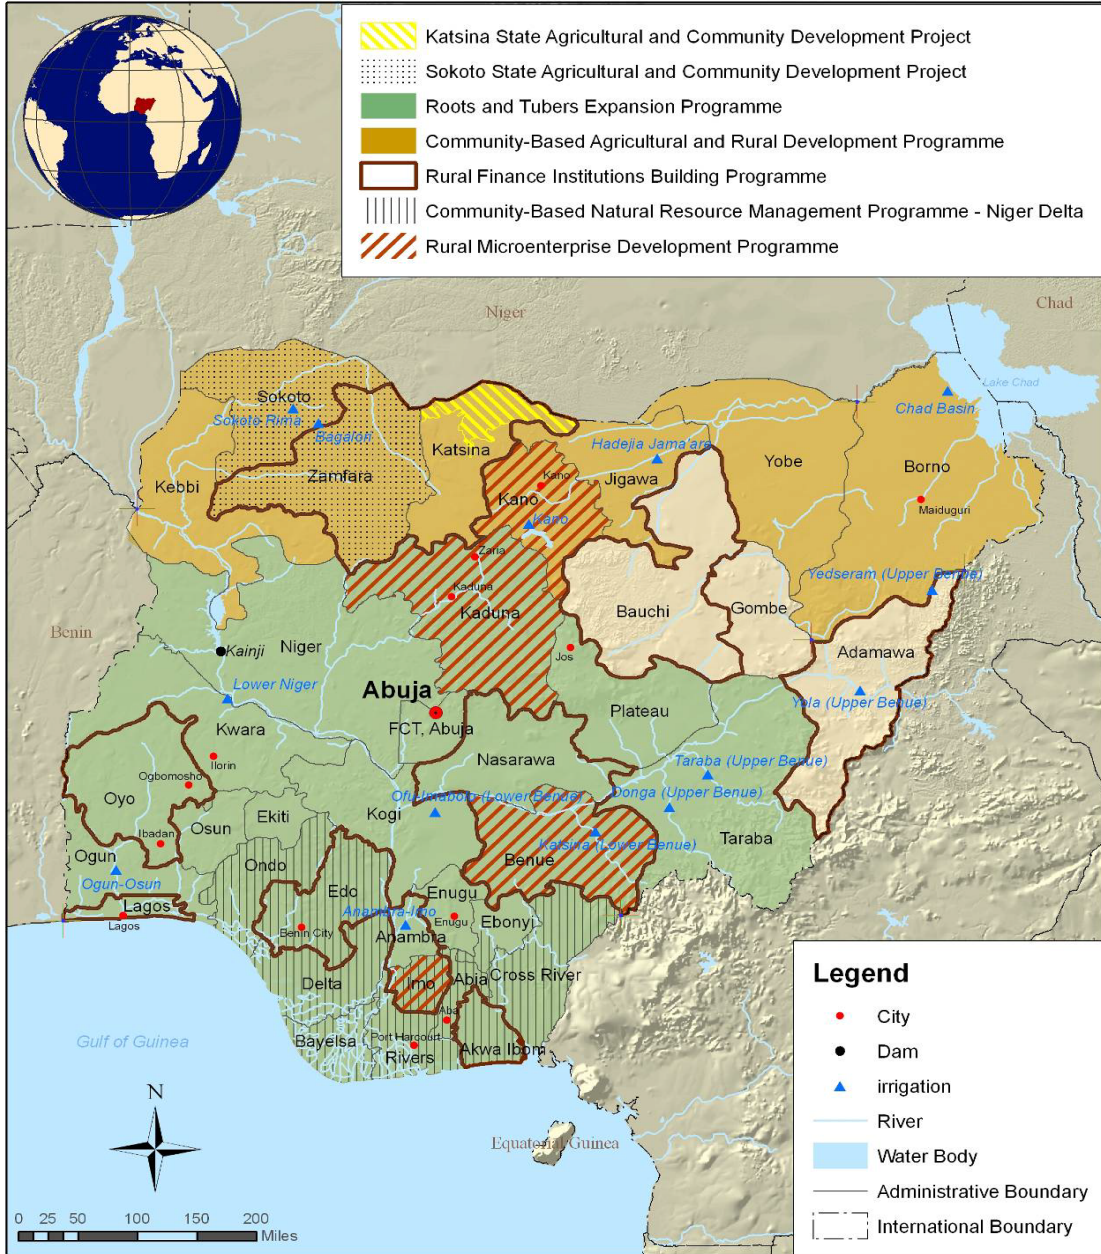 Katsina State Agricultural and Community Development Project
Sokoto State Agricultural and Community Development Project
Roots and Tubers Expansion Programme
Community-Based Agricultural and Rural Development Programme
Rural Finance Institutions Building Programme
Community-Based Natural Resource Management Programme - Niger Delta
Rural Microenterprise Development Programme
Niger
Chad
Lake Chad
Sokoto
Sokoto Rima
Bagalori
Chad Basin
Katsina
Hadejia Jama'are
Yobe
Borno
Kebbi
Zamfara
Kano
Kano
Jigawa
Maiduguri
Kano
Zaria
Yedseram (Upper Benue)
Kaduna
Kaduna
Bauchi
Gombe
Benin
Niger
Kainji
Jos
Adamawa
Lower Niger
Abuja
FCT, Abuja
Plateau
Yola (Upper Benue)
Kwara
Ilorin
Nasarawa
Taraba (Upper Benue)
Ogbomosho
Oyo
Ofu-Imabolo (Lower Benue)
Donga (Upper Benue)
Osun
Ekiti
Kogi
Ibadan
Katsina (Lower Benue)
Taraba
Ogun
Ondo
Benue
Ogun-Osun
Edo
Enugu
Lagos
Lagos
Anambra-Imo
Enugu
Ebonyi
Benin City
Anambra
Delta
Imo
Abia
Cross River
Aba
Gulf of Guinea
Bayelsa
Port Harcourt
Rivers
Akwa Ibom
Equatorial Guinea
N
0 25 50 100 150 200
Miles
Legend
City
Dam
irrigation
River
Water Body
Administrative Boundary
International Boundary